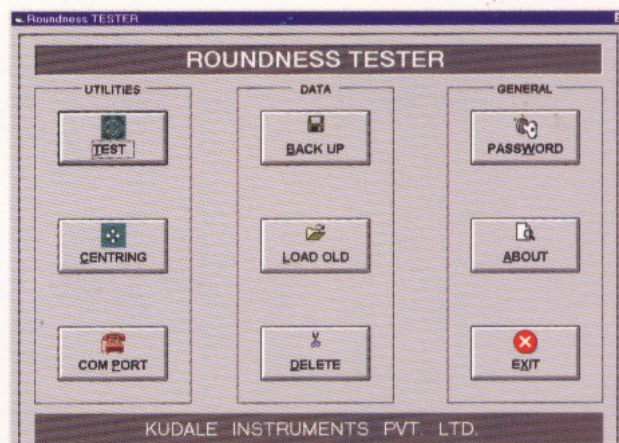 Roundness TESTER
ROUNDNESS TESTER
UTILITIES
TEST
CENTRING
COM PORT
DATA
BACK UP
LOAD OLD
DELETE
GENERAL
PASSWORD
ABOUT
EXIT
KUDALE INSTRUMENTS PVT. LTD.